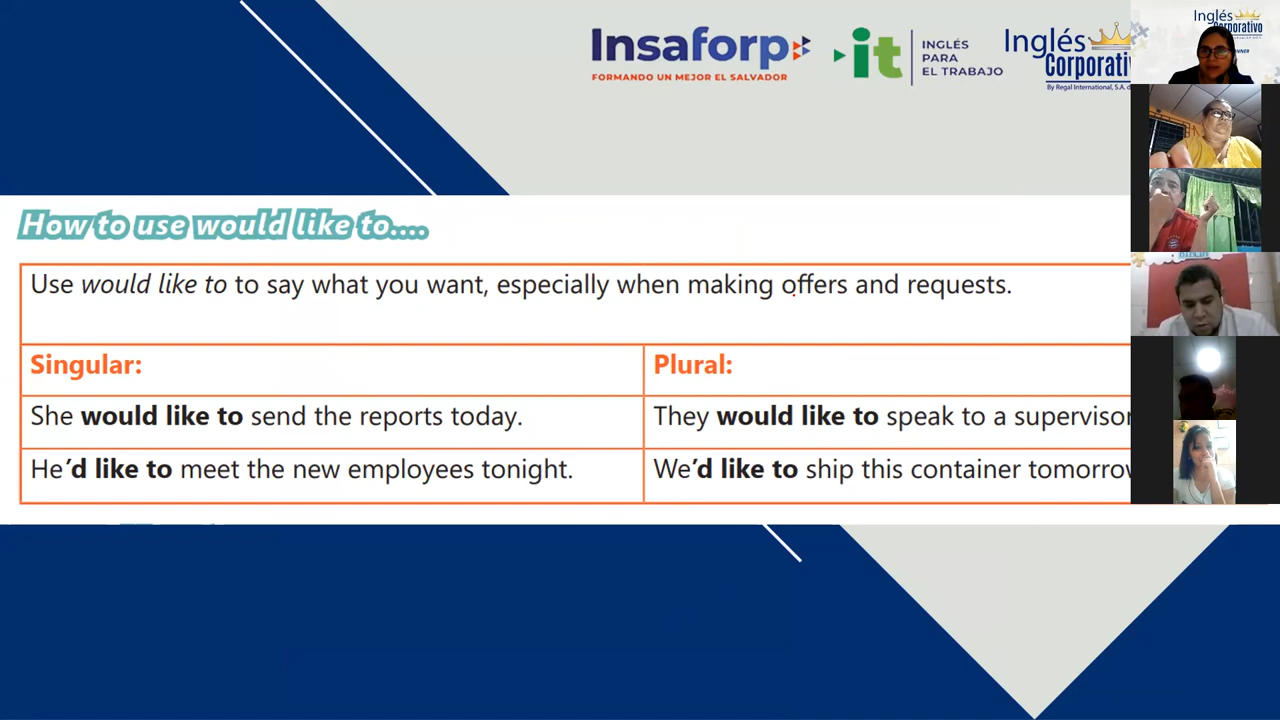 Insaforp
FORMANDO UN MEJOR EL SALVADOR
it
INGLÉS
PARA
EL TRABAJO
Inglés
Corporativ
By Regal International, S.A. d
Inglés
Corporativo
How to use would like to....
Use would like to to say what you want, especially when making offers and requests.
Singular:
Plural:
She would like to send the reports today.
They would like to speak to a supervisor
He'd like to meet the new employees tonight.
We'd like to ship this container tomorrow